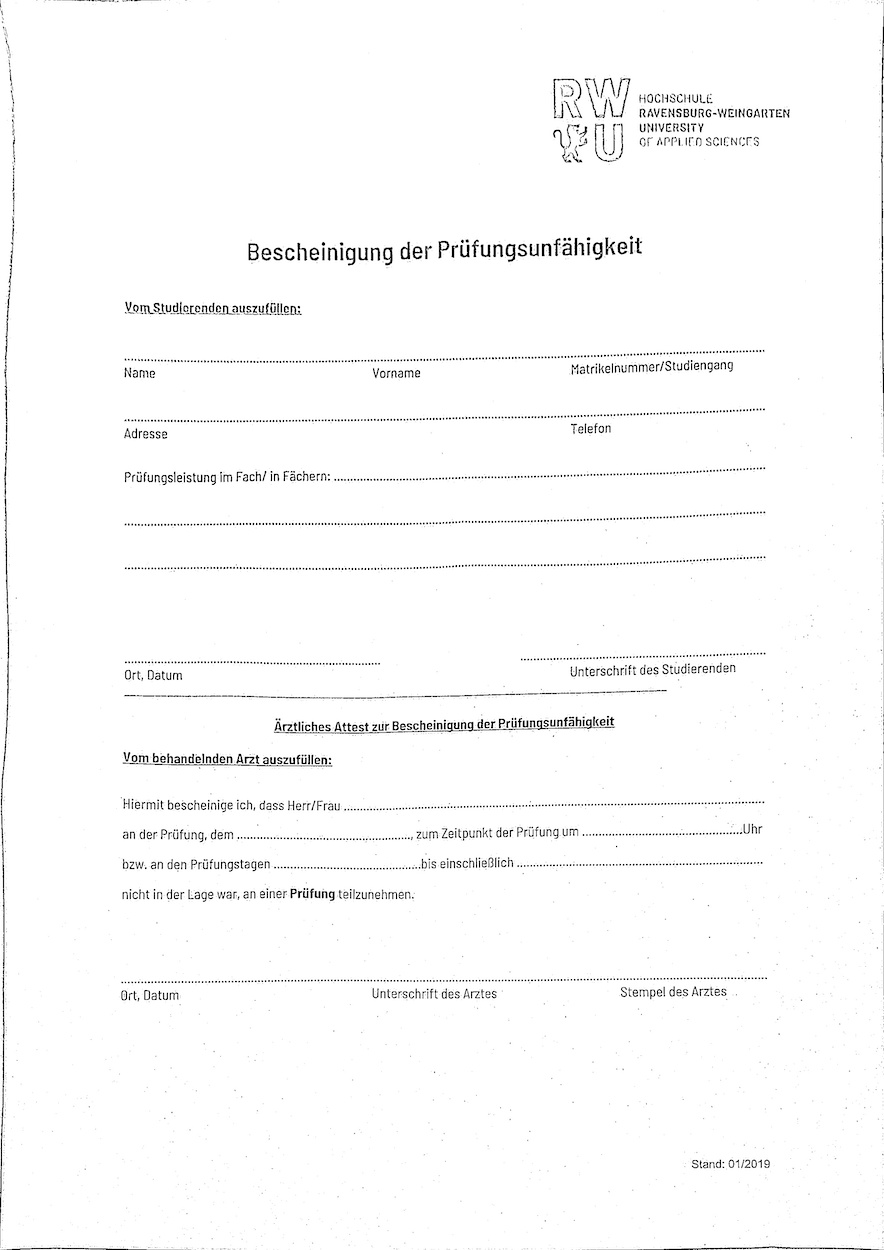 RW
U
HOCHSCHULE
RAVENSBURG-WEINGARTEN
UNIVERSITY
OF APPLIED SCIENCES
Bescheinigung der Prüfungsunfähigkeit
Vom Studierenden auszufüllen:
Name Vorname Matrikelnummer/Studiengang
Adresse Telefon
Prüfungsleistung im Fach/ in Fächern:
Ort, Datum Unterschrift des Studierenden
Ärztliches Attest zur Bescheinigung der Prüfungsunfähigkeit
Vom behandelnden Arzt auszufüllen:
Hiermit bescheinige ich, dass Herr/Frau
an der Prüfung, dem ........, zum Zeitpunkt der Prüfung um ........Uhr
bzw. an den Prüfungstagen ........bis einschließlich ........
nicht in der Lage war, an einer Prüfung teilzunehmen.
Ort, Datum Unterschrift des Arztes Stempel des Arztes
Stand: 01/2019